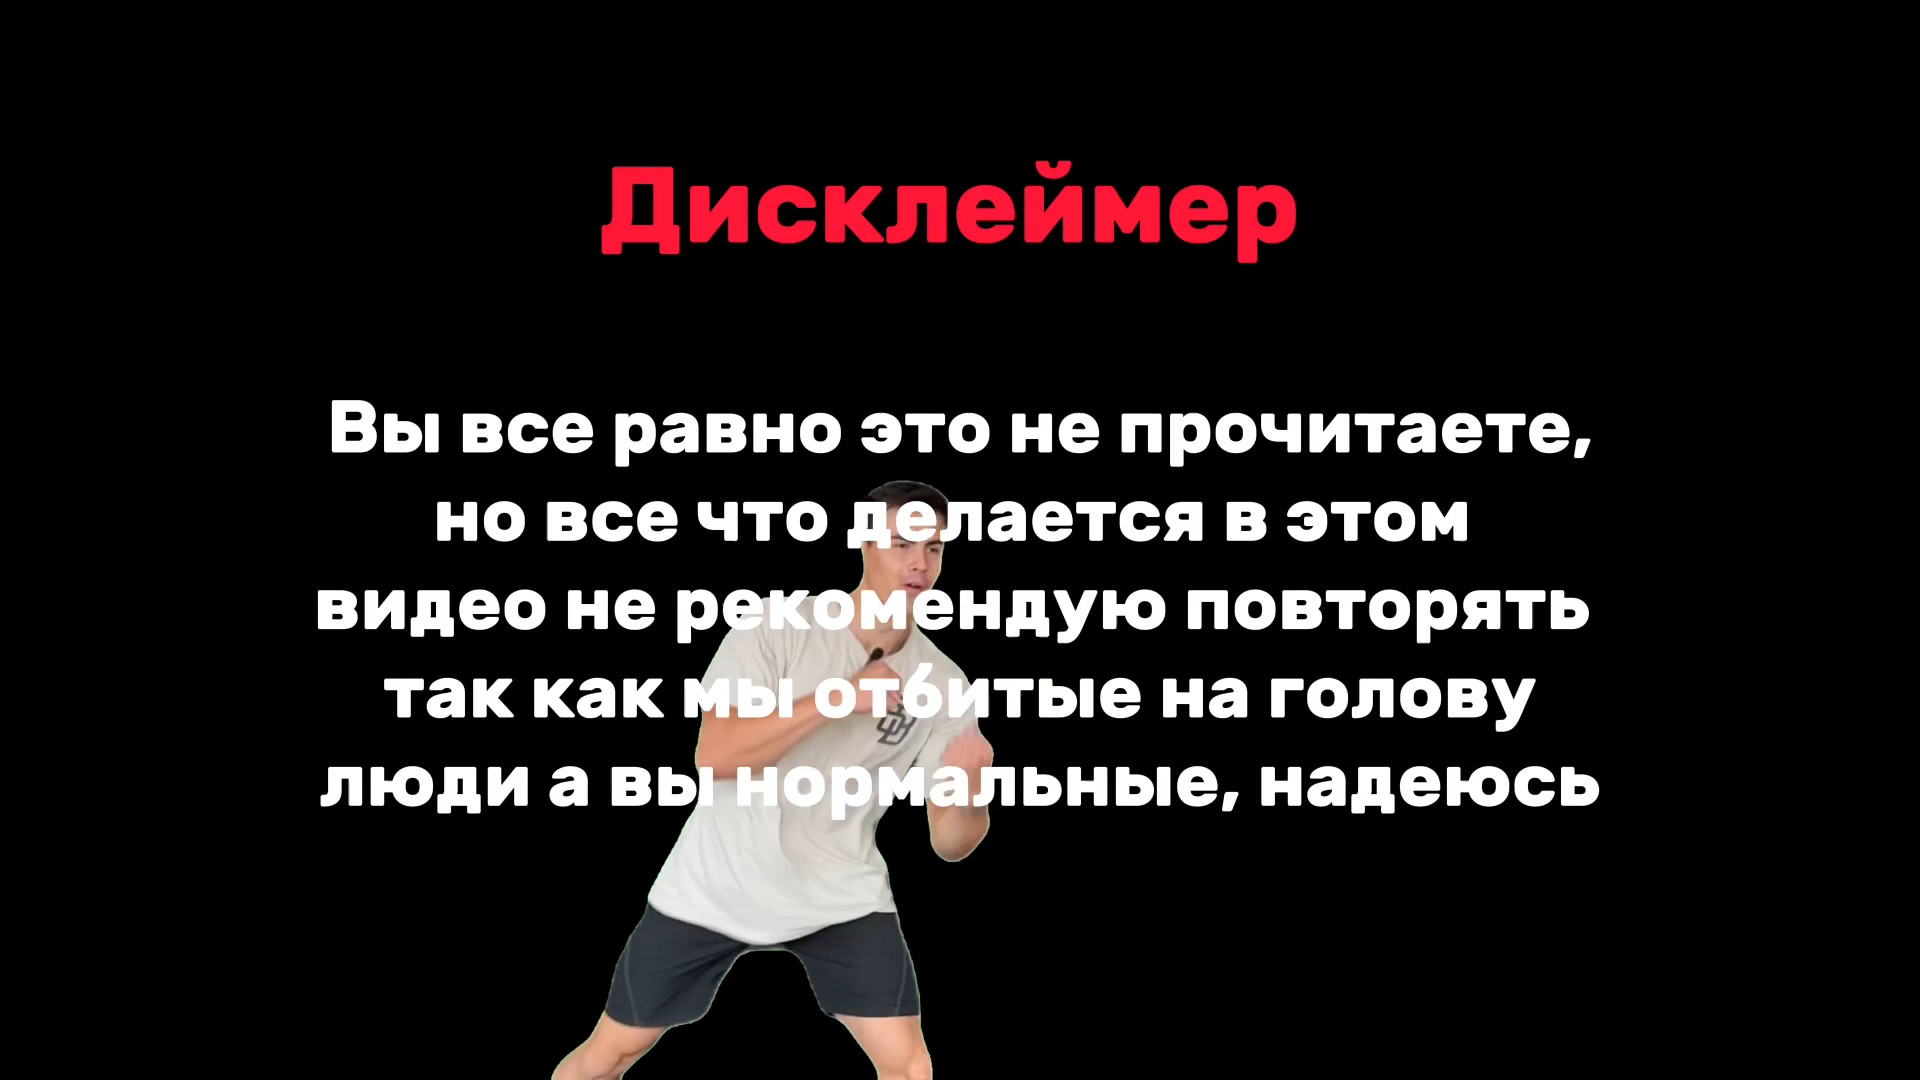 Дисклеймер
Вы все равно это не прочитаете,
но все что делается в этом
видео не рекомендую повторять
так как мы отбитые на голову
люди а вы нормальные, надеюсь